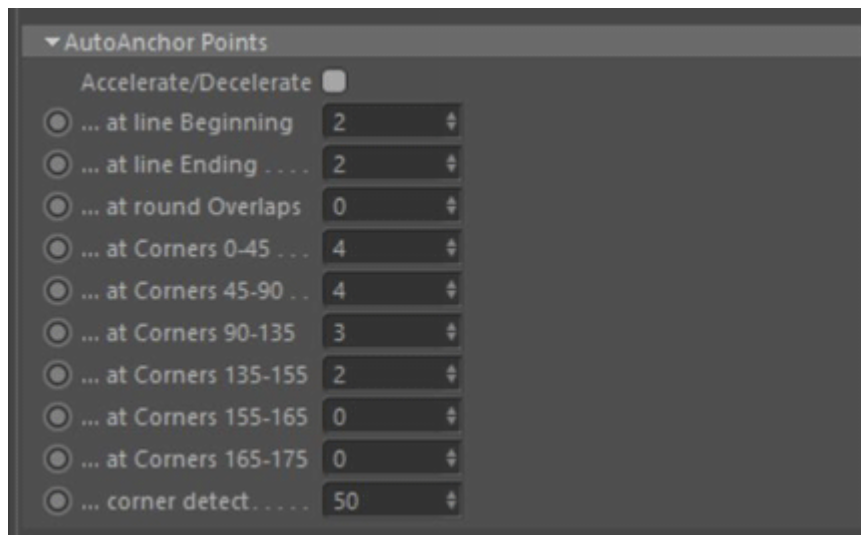 AutoAnchor Points
Accelerate/Decelerate
... at line Beginning 2
... at line Ending . . . . 2
... at round Overlaps 0
... at Corners 0-45 . . . 4
... at Corners 45-90 . . 4
... at Corners 90-135 3
... at Corners 135-155 2
... at Corners 155-165 0
... at Corners 165-175 0
... corner detect. . . . . 50